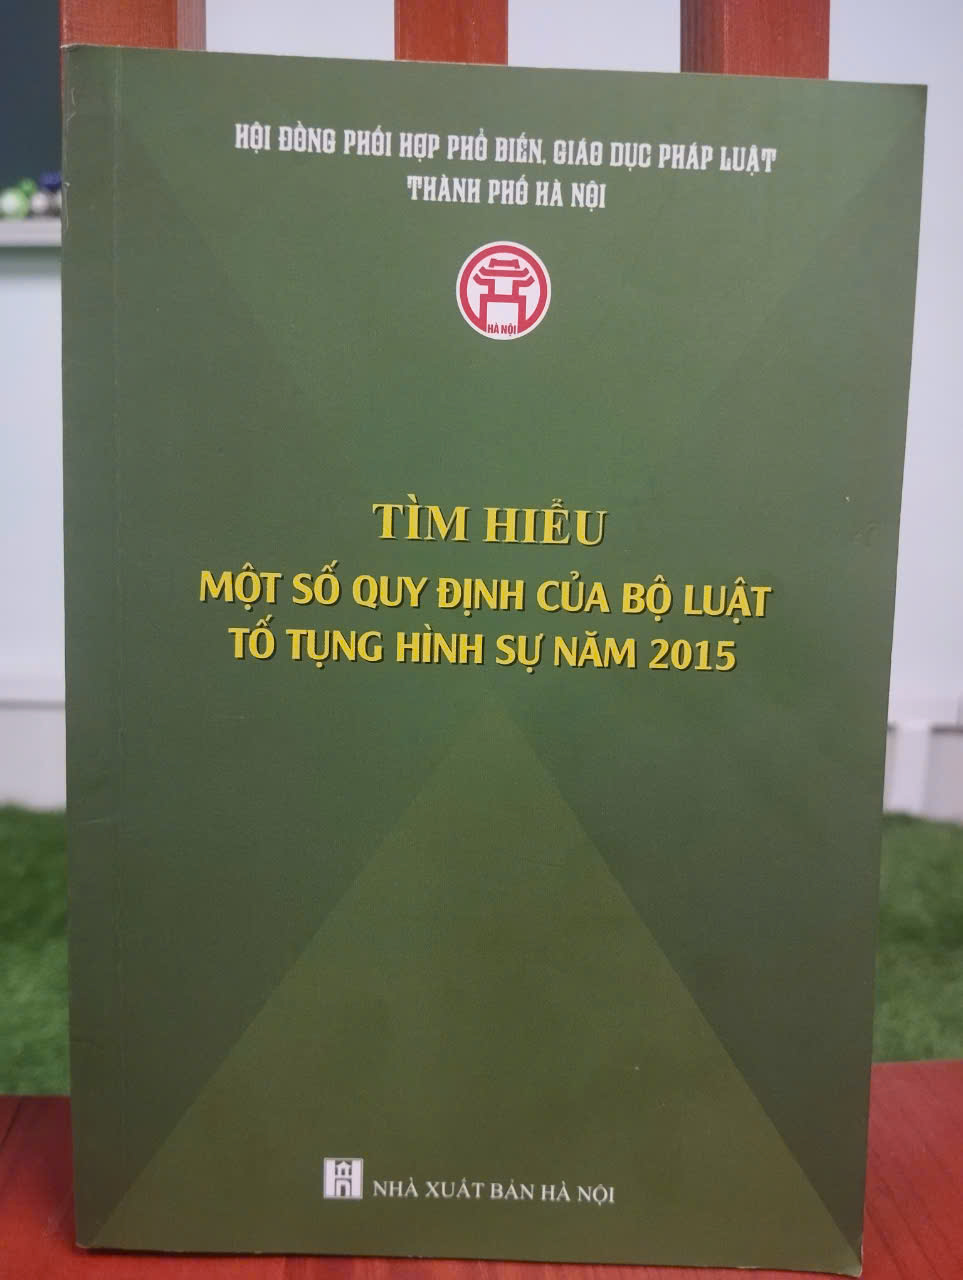 HỘI ĐỒNG PHỐI HỢP PHỔ BIẾN, GIÁO DỤC PHÁP LUẬT
THÀNH PHỐ HÀ NỘI
HÀ NỘI
TÌM HIỂU
MỘT SỐ QUY ĐỊNH CỦA BỘ LUẬT
TỐ TỤNG HÌNH SỰ NĂM 2015
NHÀ XUẤT BẢN HÀ NỘI